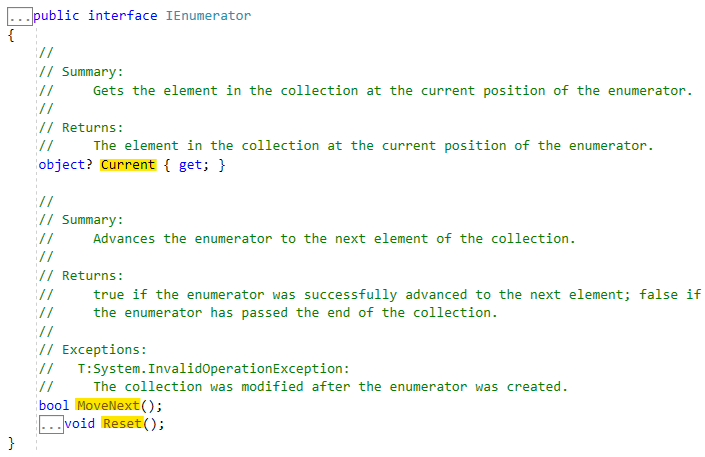 ...public interface IEnumerator
{
//
// Summary:
//     Gets the element in the collection at the current position of the enumerator.
//
// Returns:
//     The element in the collection at the current position of the enumerator.
object? Current { get; }
//
// Summary:
//     Advances the enumerator to the next element of the collection.
//
// Returns:
//     true if the enumerator was successfully advanced to the next element; false if
//     the enumerator has passed the end of the collection.
//
// Exceptions:
//   T:System.InvalidOperationException:
//     The collection was modified after the enumerator was created.
bool MoveNext();
...void Reset();
}